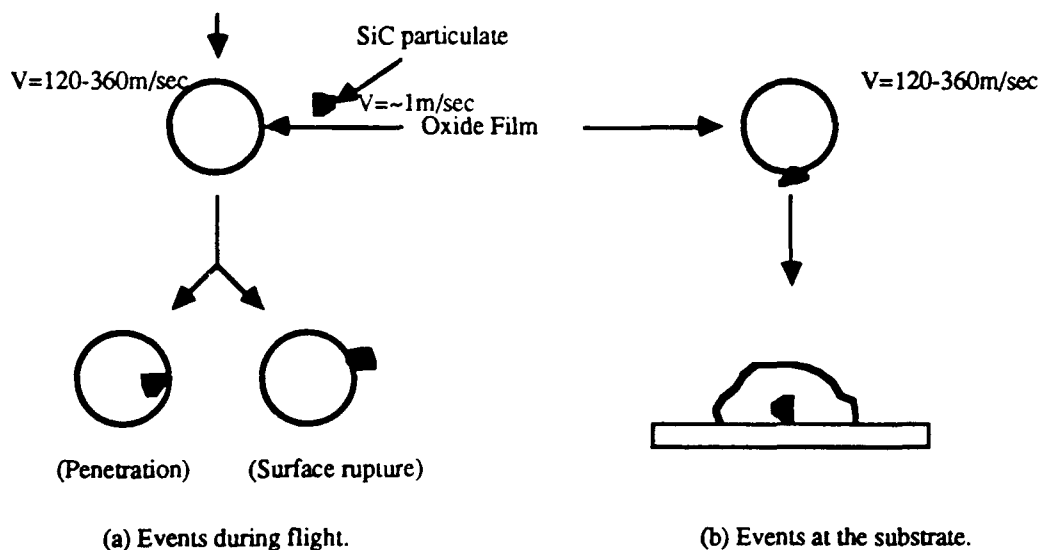 SiC particulate
V=120-360m/sec
V=120-360m/sec
V=~1m/sec
Oxide Film
(Penetration)
(Surface rupture)
(a) Events during flight.
(b) Events at the substrate.